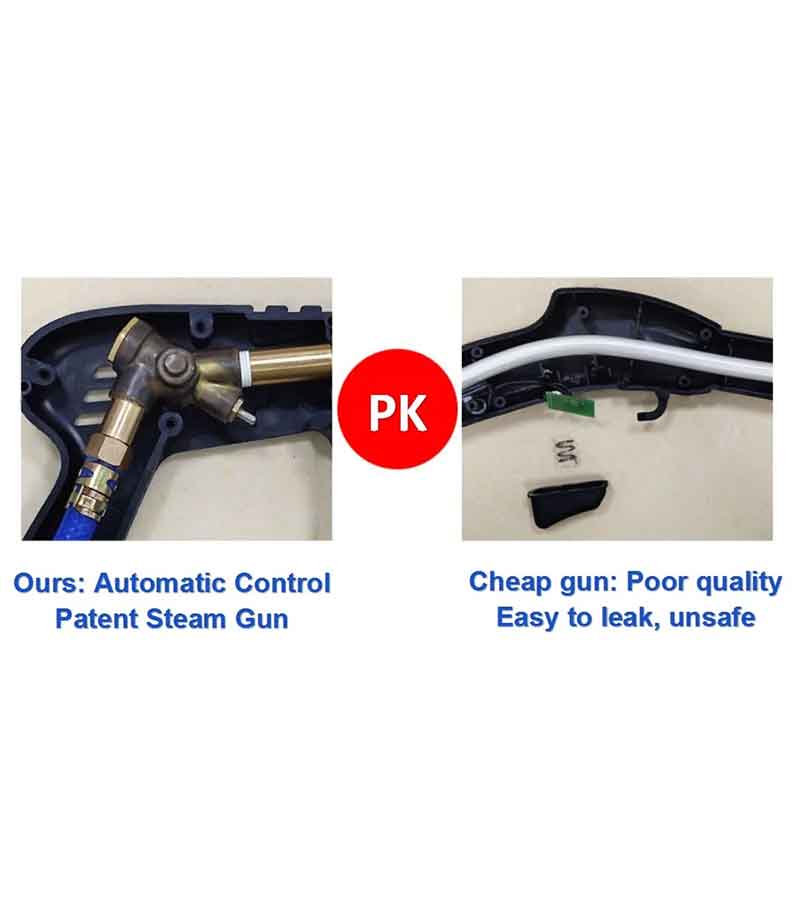 PK
Ours: Automatic Control
Patent Steam Gun
Cheap gun: Poor quality
Easy to leak, unsafe